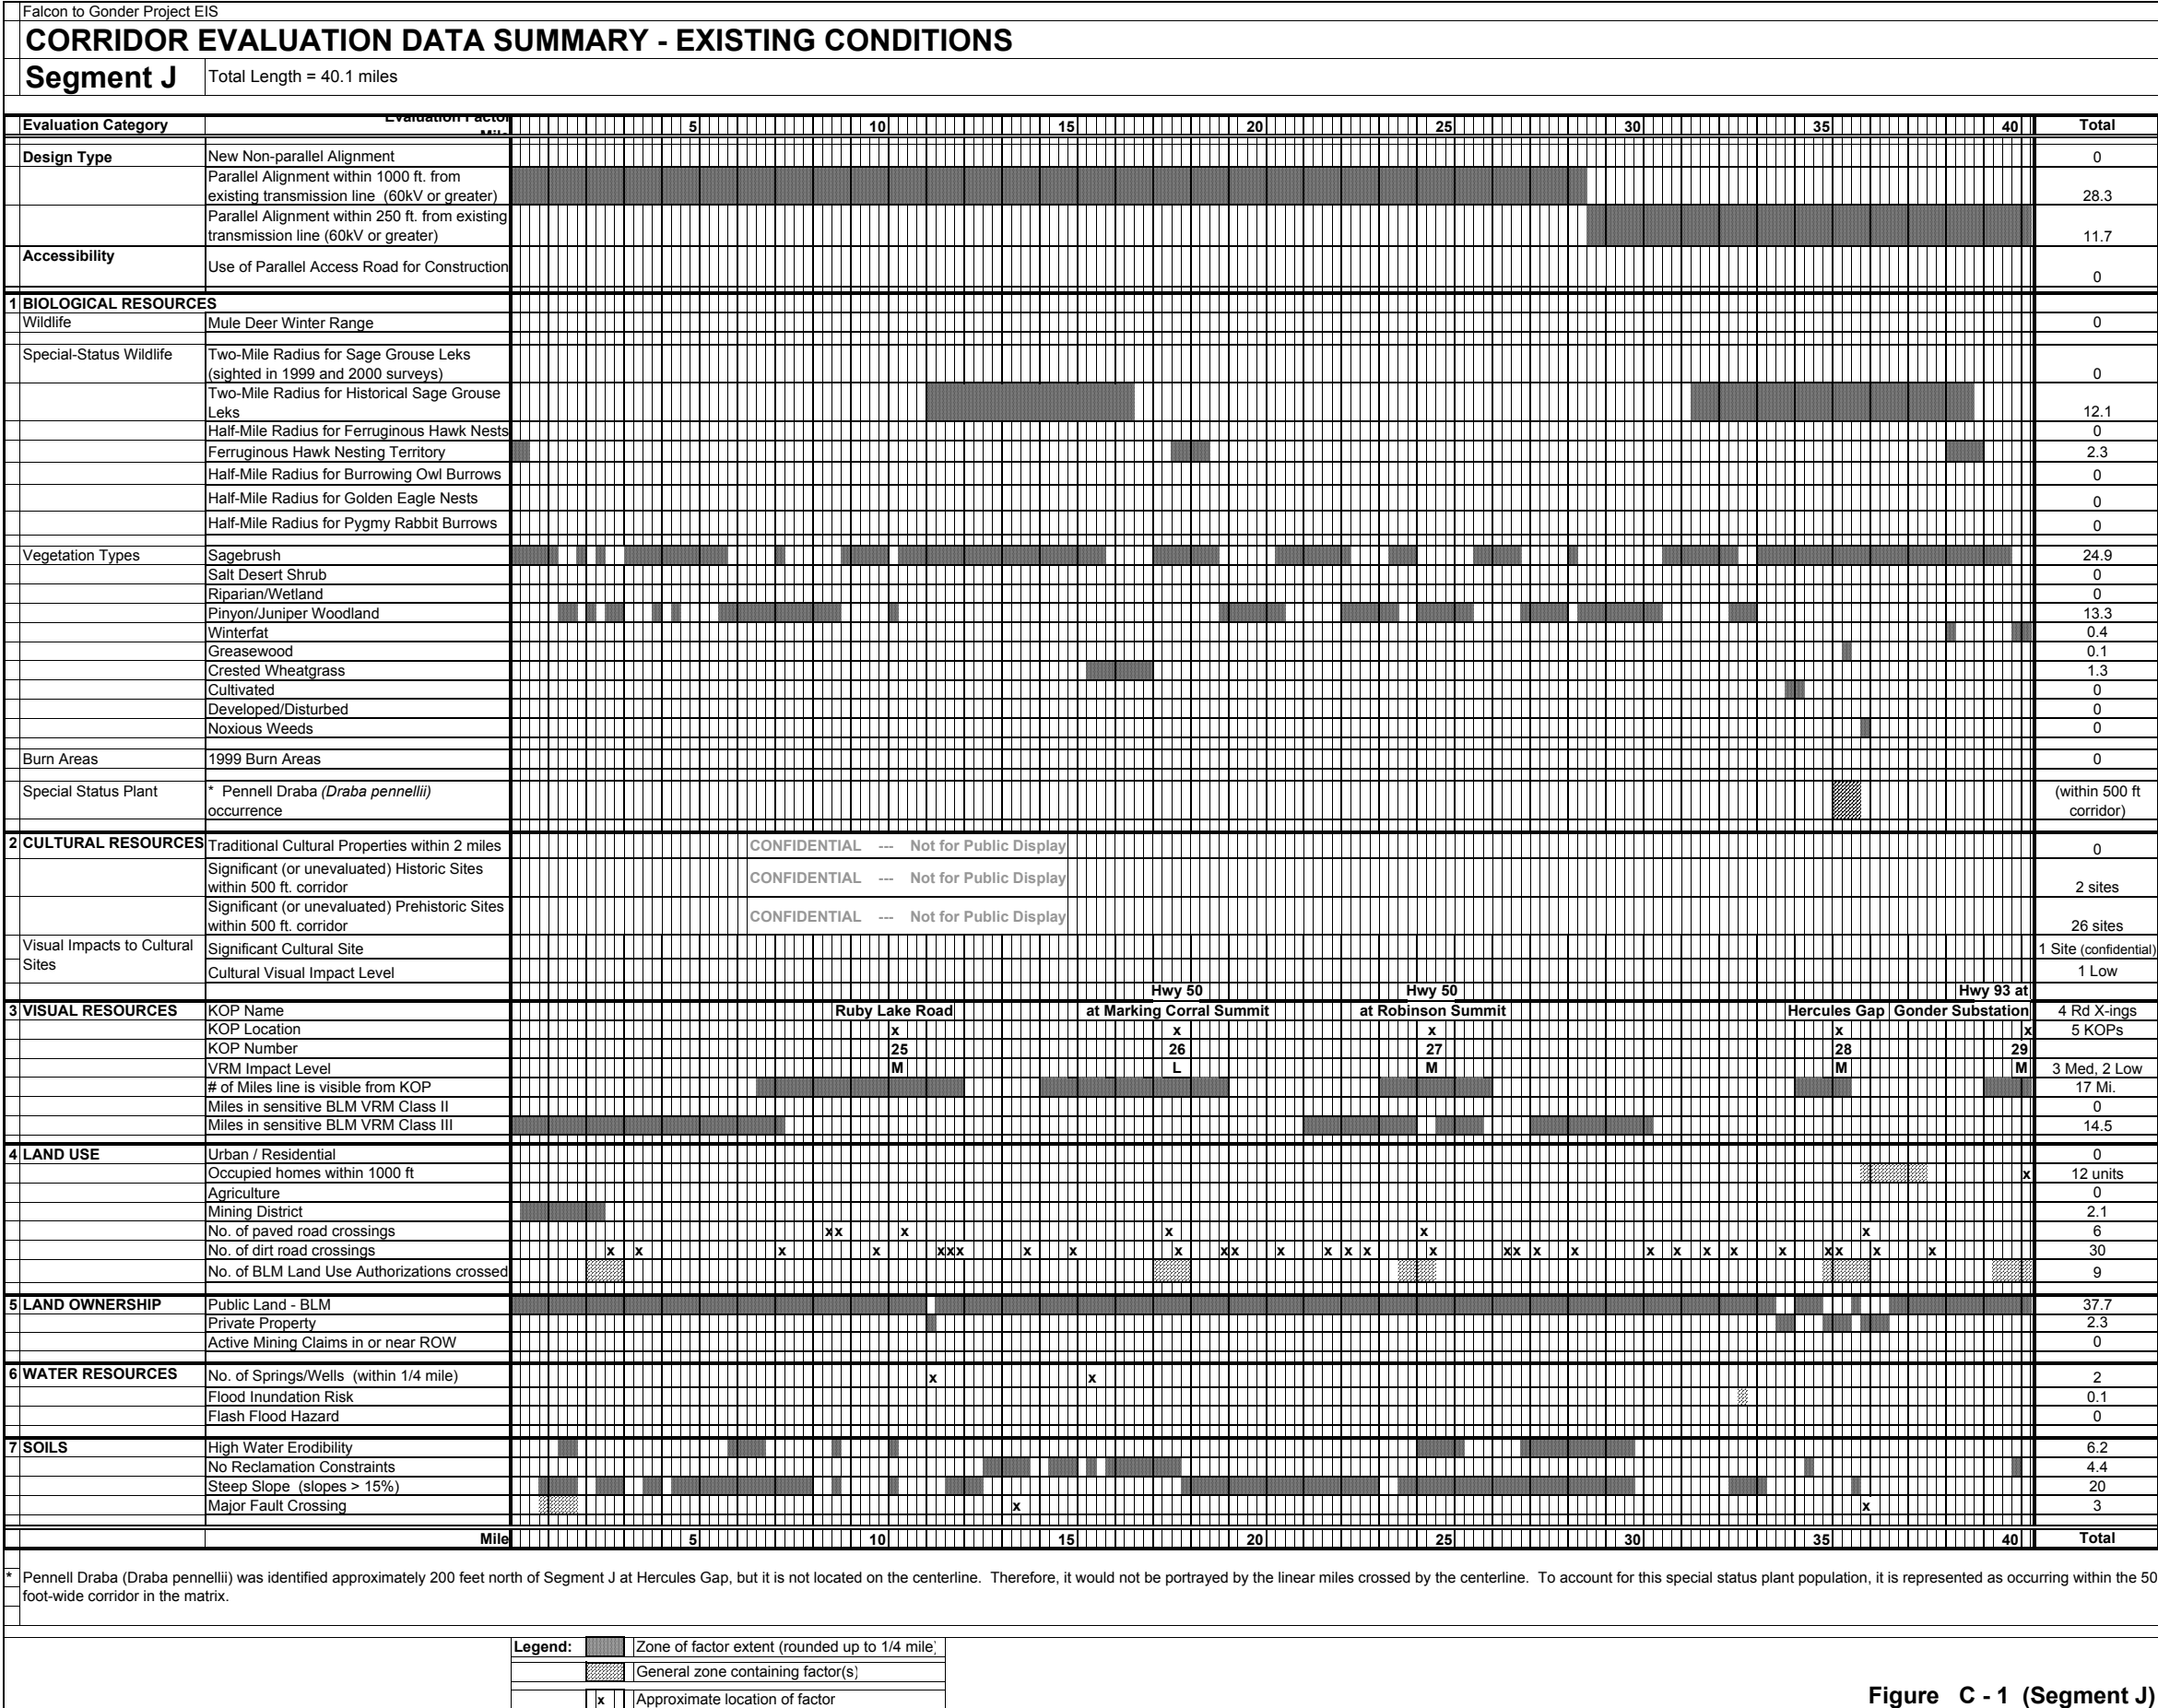 Falcon to Gonder Project EIS
CORRIDOR EVALUATION DATA SUMMARY - EXISTING CONDITIONS
Segment J Total Length = 40.1 miles
Evaluation Category Evaluation Factor Mile 5 10 15 20 25 30 35 40 Total
Design Type New Non-parallel Alignment 0
Parallel Alignment within 1000 ft. from
existing transmission line (60kV or greater) 28.3
Parallel Alignment within 250 ft. from existing
transmission line (60kV or greater) 11.7
Accessibility
Use of Parallel Access Road for Construction 0
1 BIOLOGICAL RESOURCES
Wildlife Mule Deer Winter Range 0
Special-Status Wildlife Two-Mile Radius for Sage Grouse Leks
(sighted in 1999 and 2000 surveys) 0
Two-Mile Radius for Historical Sage Grouse
Leks 12.1
Half-Mile Radius for Ferruginous Hawk Nests 0
Ferruginous Hawk Nesting Territory 2.3
Half-Mile Radius for Burrowing Owl Burrows 0
Half-Mile Radius for Golden Eagle Nests 0
Half-Mile Radius for Pygmy Rabbit Burrows 0
Vegetation Types Sagebrush 24.9
Salt Desert Shrub 0
Riparian/Wetland 0
Pinyon/Juniper Woodland 13.3
Winterfat 0.4
Greasewood 0.1
Crested Wheatgrass 1.3
Cultivated 0
Developed/Disturbed 0
Noxious Weeds 0
Burn Areas 1999 Burn Areas 0
Special Status Plant * Pennell Draba (Draba pennellii) (within 500 ft
occurrence corridor)
2 CULTURAL RESOURCES Traditional Cultural Properties within 2 miles CONFIDENTIAL --- Not for Public Display 0
Significant (or unevaluated) Historic Sites
within 500 ft. corridor CONFIDENTIAL --- Not for Public Display 2 sites
Significant (or unevaluated) Prehistoric Sites
within 500 ft. corridor CONFIDENTIAL --- Not for Public Display 26 sites
Visual Impacts to Cultural Significant Cultural Site 1 Site (confidential)
Sites Cultural Visual Impact Level 1 Low
Hwy 50 Hwy 50 Hwy 93 at
3 VISUAL RESOURCES KOP Name Ruby Lake Road at Marking Corral Summit at Robinson Summit Hercules Gap Gonder Substation 4 Rd X-ings
KOP Location x x x x x 5 KOPs
KOP Number 25 26 27 28 29
VRM Impact Level M L M M M 3 Med, 2 Low
# of Miles line is visible from KOP 17 Mi.
Miles in sensitive BLM VRM Class II 0
Miles in sensitive BLM VRM Class III 14.5
4 LAND USE Urban / Residential 0
Occupied homes within 1000 ft x 12 units
Agriculture 0
Mining District 2.1
No. of paved road crossings x x x x x x 6
No. of dirt road crossings x x x x x x x x x x x x x x x x x x x x x x x x x x x x x x 30
No. of BLM Land Use Authorizations crossed 9
5 LAND OWNERSHIP Public Land - BLM 37.7
Private Property 2.3
Active Mining Claims in or near ROW 0
6 WATER RESOURCES No. of Springs/Wells (within 1/4 mile) x x 2
Flood Inundation Risk 0.1
Flash Flood Hazard 0
7 SOILS High Water Erodibility 6.2
No Reclamation Constraints 4.4
Steep Slope (slopes > 15%) 20
Major Fault Crossing x x 3
Mile 5 10 15 20 25 30 35 40 Total
* Pennell Draba (Draba pennellii) was identified approximately 200 feet north of Segment J at Hercules Gap, but it is not located on the centerline. Therefore, it would not be portrayed by the linear miles crossed by the centerline. To account for this special status plant population, it is represented as occurring within the 50
foot-wide corridor in the matrix.
Legend: Zone of factor extent (rounded up to 1/4 mile)
General zone containing factor(s)
x Approximate location of factor
Figure C - 1 (Segment J)